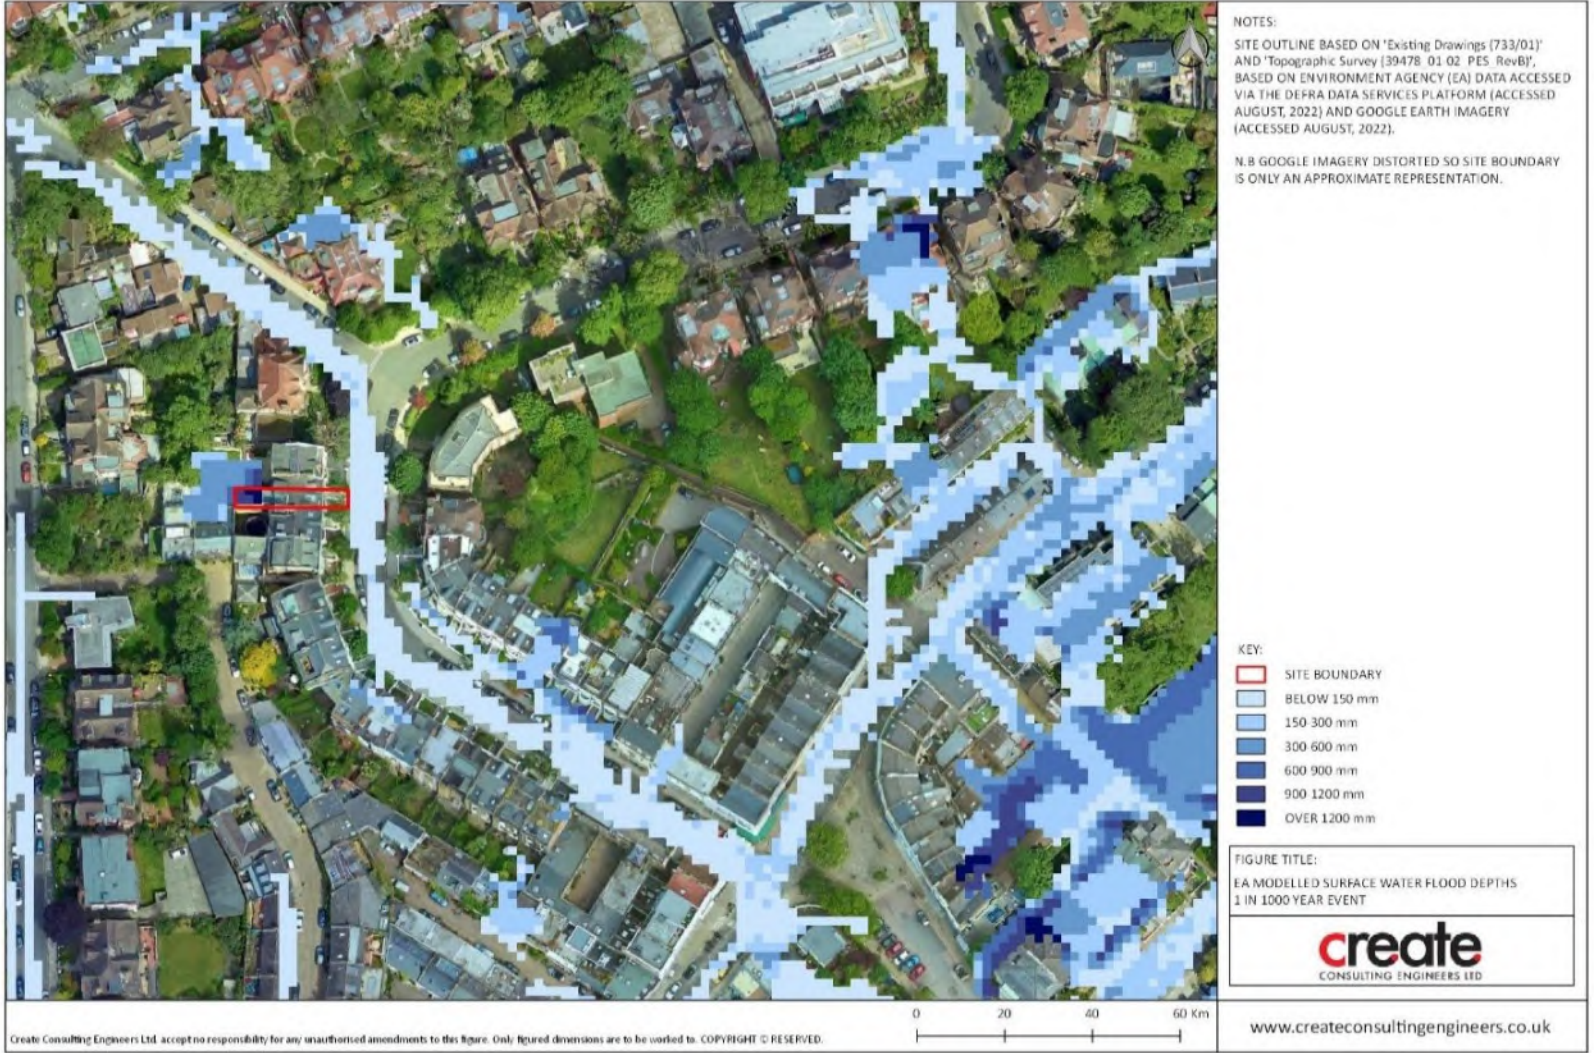 N
NOTES:
SITE OUTLINE BASED ON 'Existing Drawings (733/01)'
AND 'Topographic Survey (39478_01-02_PES_RevB)',
BASED ON ENVIRONMENT AGENCY (EA) DATA ACCESSED
VIA THE DEFRA DATA SERVICES PLATFORM (ACCESSED
AUGUST, 2022) AND GOOGLE EARTH IMAGERY
(ACCESSED AUGUST, 2022).
N.B GOOGLE IMAGERY DISTORTED SO SITE BOUNDARY
IS ONLY AN APPROXIMATE REPRESENTATION.
KEY:
SITE BOUNDARY
BELOW 150 mm
150-300 mm
300-600 mm
600-900 mm
900-1200 mm
OVER 1200 mm
FIGURE TITLE:
EA MODELLED SURFACE WATER FLOOD DEPTHS
1 IN 1000 YEAR EVENT
create
CONSULTING ENGINEERS LTD
0 20 40 60 Km
Create Consulting Engineers Ltd. accept no responsibility for any unauthorised amendments to this figure. Only figured dimensions are to be worked to. COPYRIGHT © RESERVED.
www.createconsultingengineers.co.uk